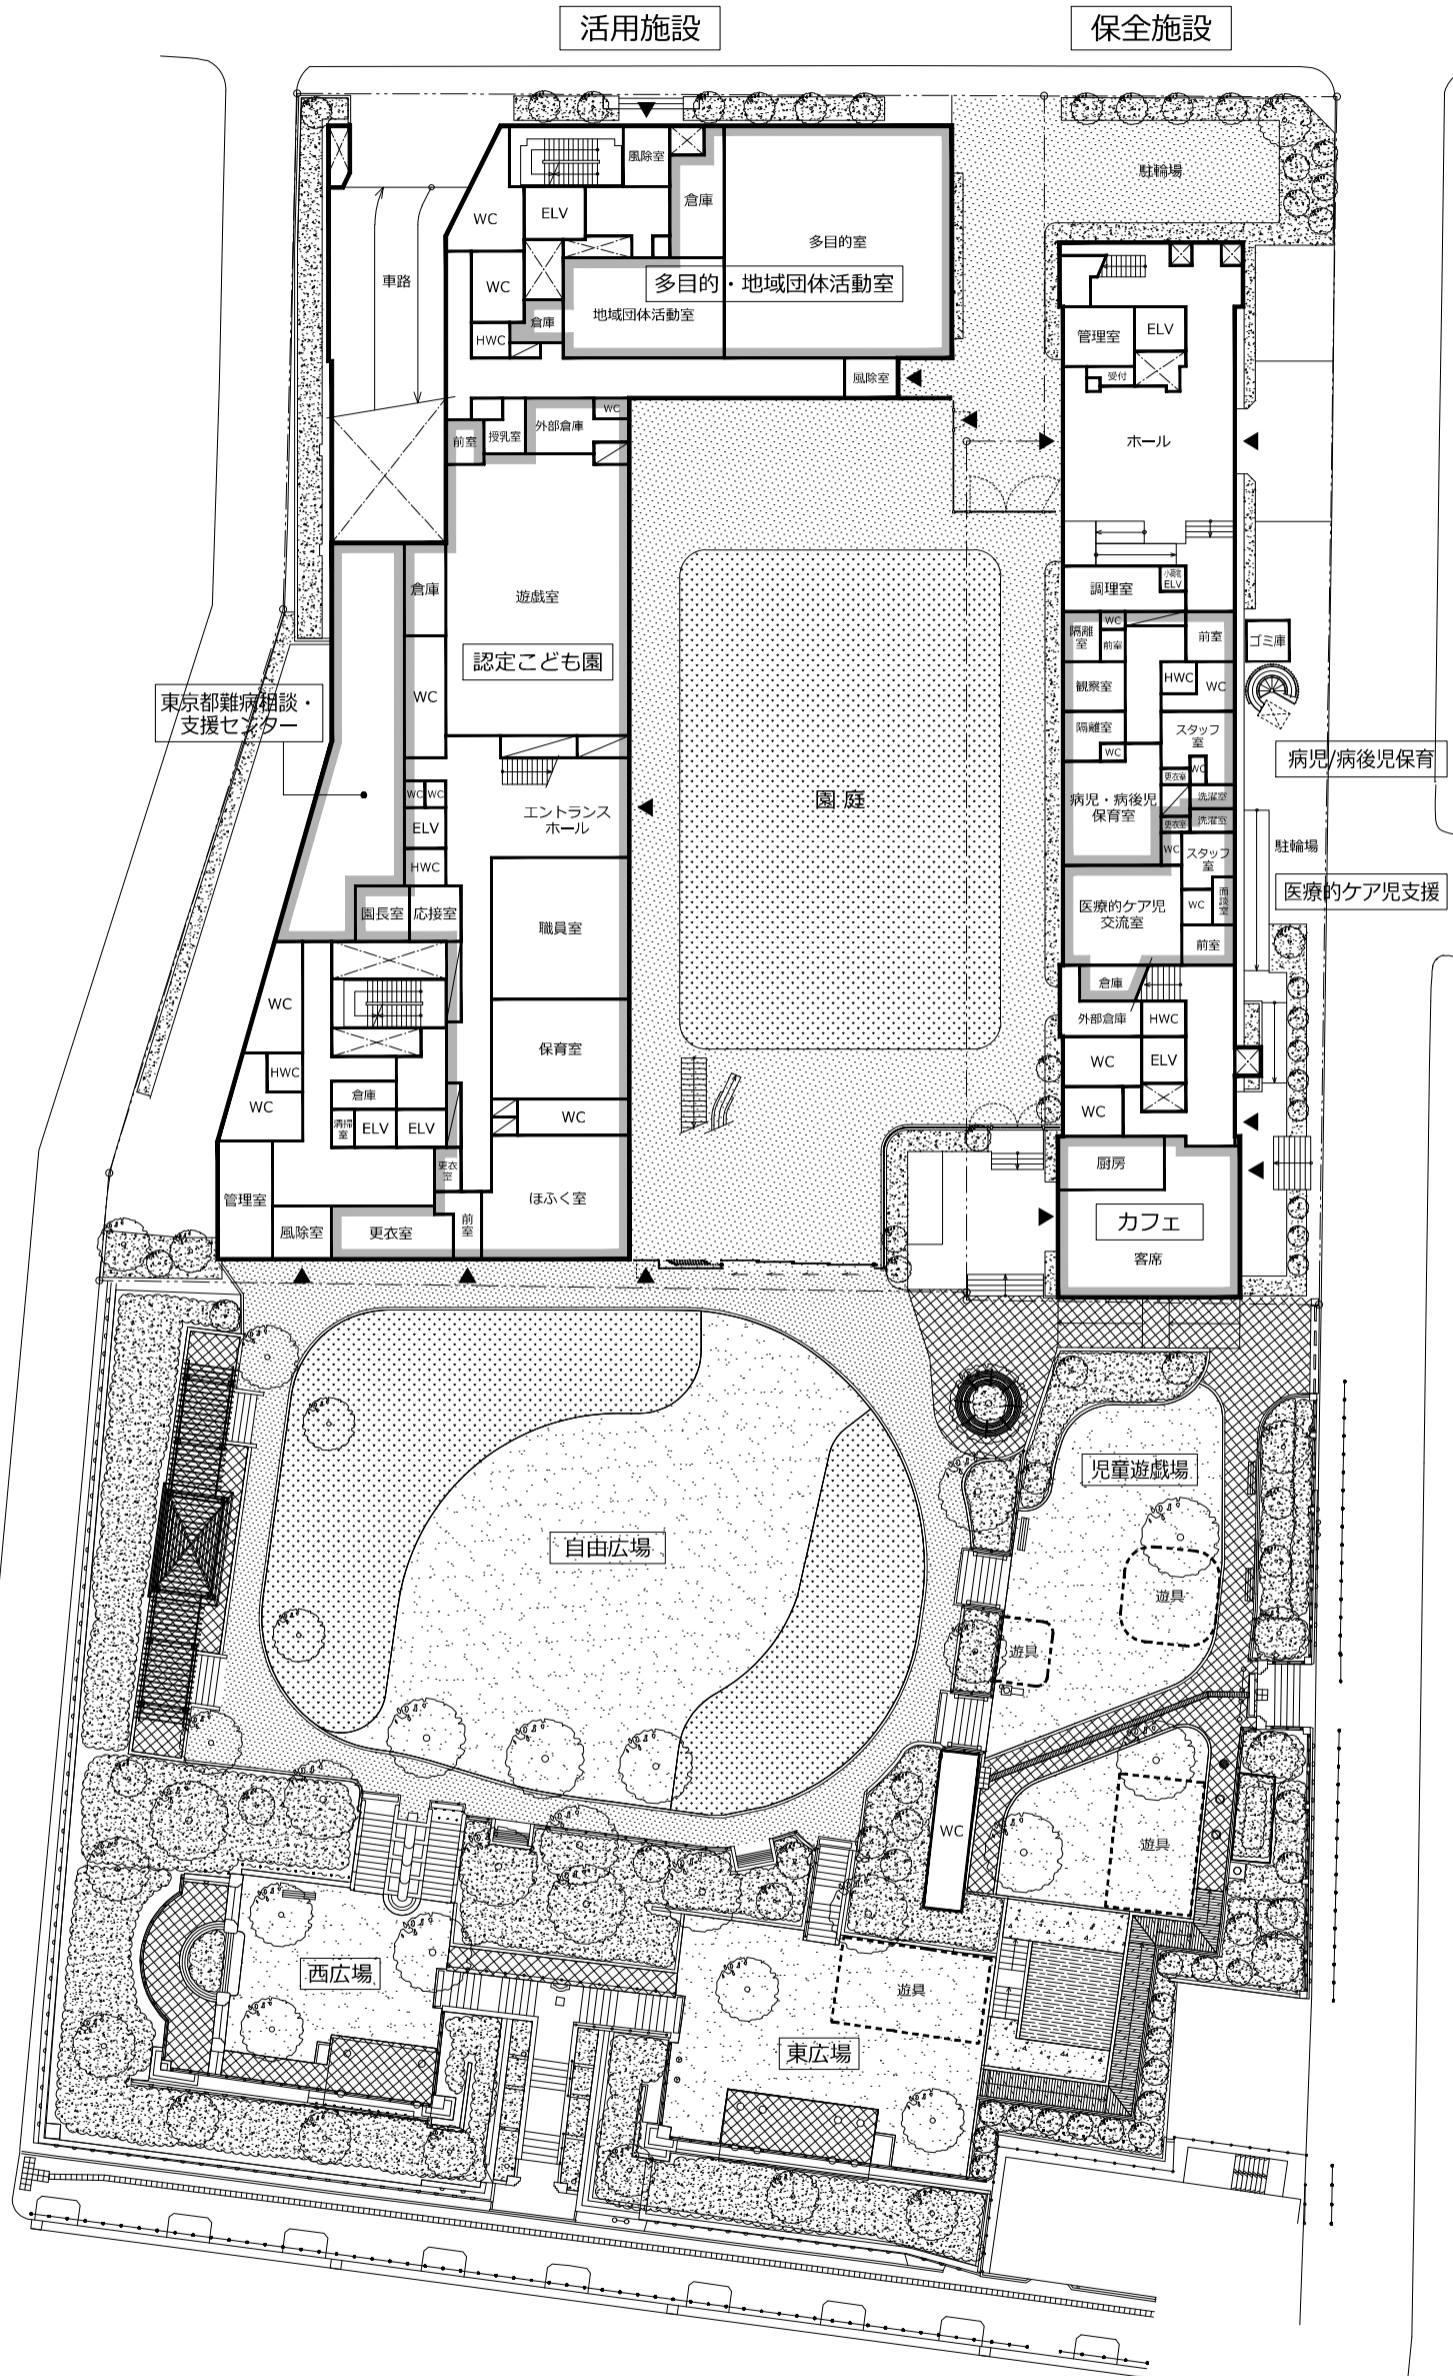 活用施設
保全施設
風除室
倉庫
多目的室
WC
ELV
駐輪場
車路
WC
多目的・地域団体活動室
地域団体活動室
倉庫
HWC
風除室
管理室
ELV
受付
ホール
前室
授乳室
外部倉庫
WC
倉庫
遊戯室
認定こども園
WC
東京都難病相談・
支援センター
WC
WC
ELV
HWC
エントランス
ホール
園長室
応接室
職員室
園庭
調理室
小荷物
ELV
隔離
室
WC
前室
前室
ゴミ庫
観察室
HWC
WC
隔離室
WC
スタッフ
室
WC
更衣室
病児/病後児保育
病児・病後児
保育室
洗濯室
更衣室
洗濯室
WC
スタッフ
室
駐輪場
医療的ケア児支援
医療的ケア児
交流室
WC
面談室
前室
倉庫
外部倉庫
HWC
WC
ELV
WC
WC
HWC
WC
倉庫
清掃
室
ELV
ELV
保育室
WC
更衣
室
ほふく室
管理室
風除室
更衣室
前室
厨房
カフェ
客席
児童遊戯場
自由広場
遊具
遊具
WC
遊具
西広場
遊具
東広場